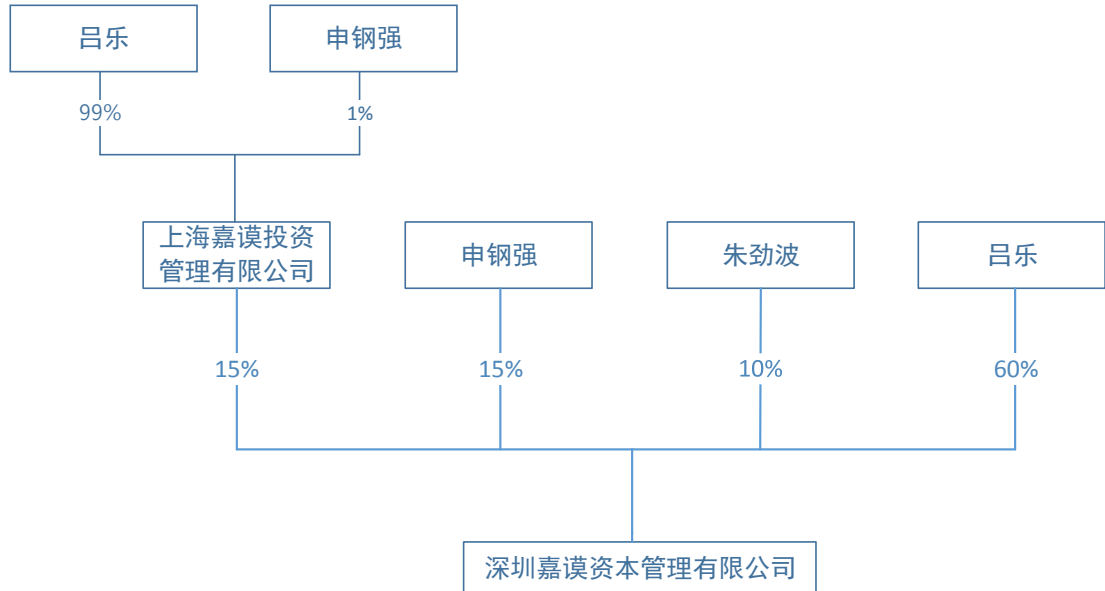 吕乐
申钢强
99%
1%
上海嘉谟投资
管理有限公司
申钢强
朱劲波
吕乐
15%
15%
10%
60%
深圳嘉谟资本管理有限公司